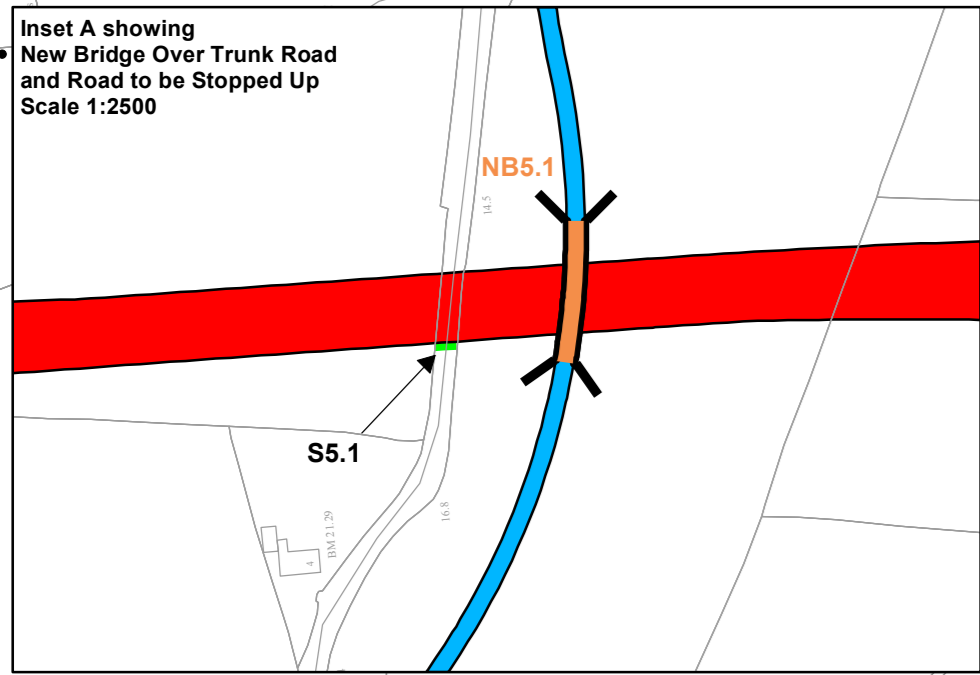 Inset A showing
New Bridge Over Trunk Road
and Road to be Stopped Up
Scale 1:2500
NB5.1
14.5
S5.1
16.8
BM 21.29
4